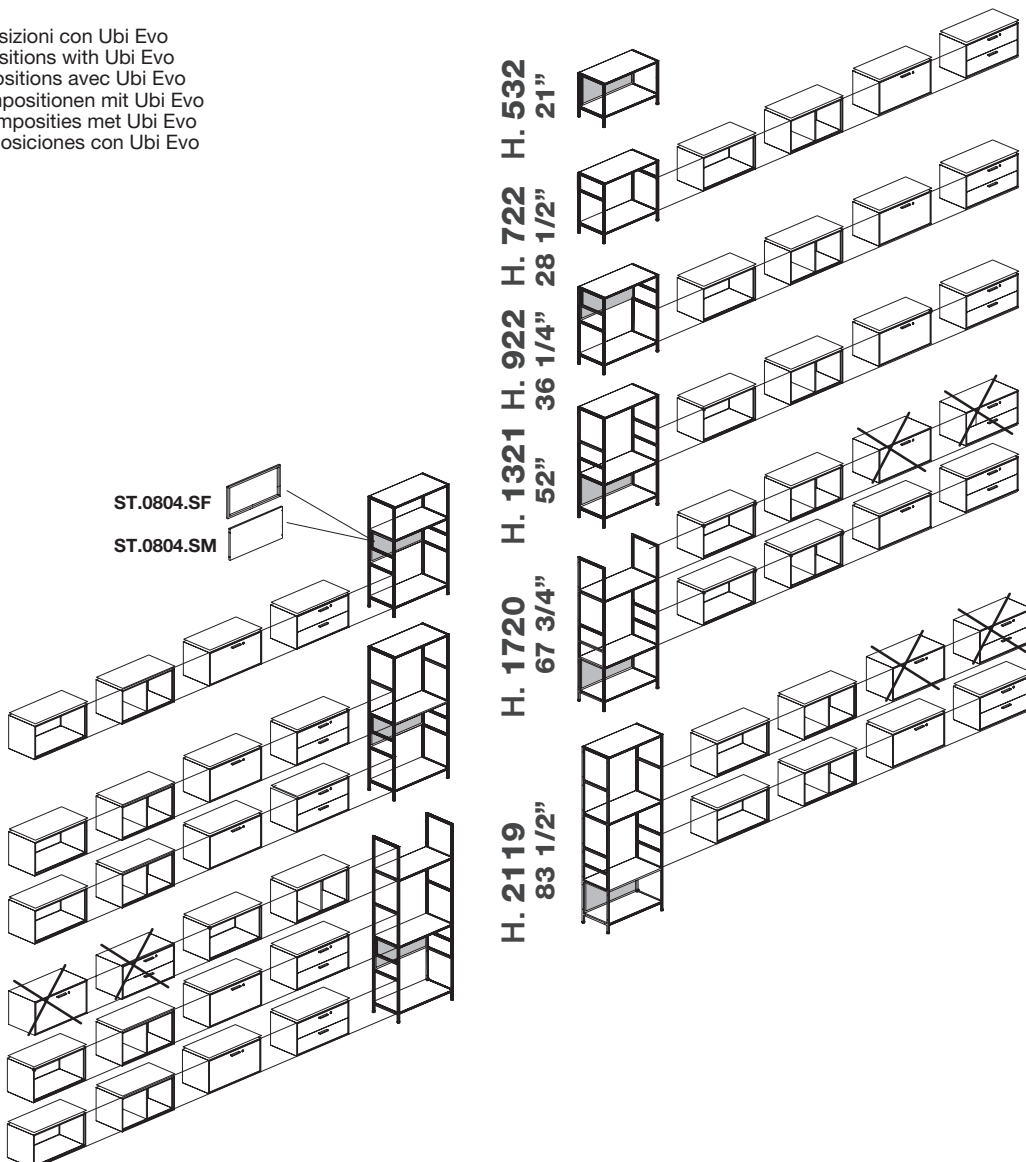 sizioni con Ubi Evo
sitions with Ubi Evo
ositions avec Ubi Evo
positionen mit Ubi Evo
mposities met Ubi Evo
osiciones con Ubi Evo
H. 532
21”
H. 722
28 1/2”
H. 922
36 1/4”
H. 1321
52”
H. 1720
67 3/4”
H. 2119
83 1/2”
ST.0804.SF
ST.0804.SM